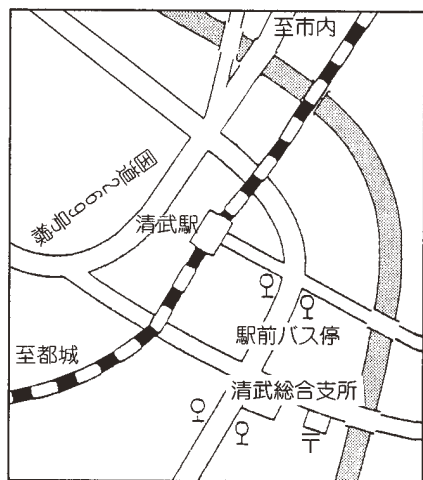 至市内
国道269号線
清武駅
駅前バス停
至都城
清武総合支所
〒